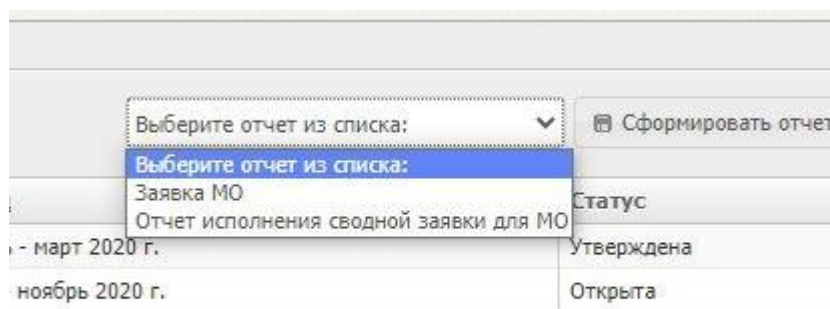 Выберите отчет из списка:
Сформировать отчет
Выберите отчет из списка:
Заявка МО
Отчет исполнения сводной заявки для МО
Статус
- март 2020 г.
Утверждена
ноябрь 2020 г.
Открыта